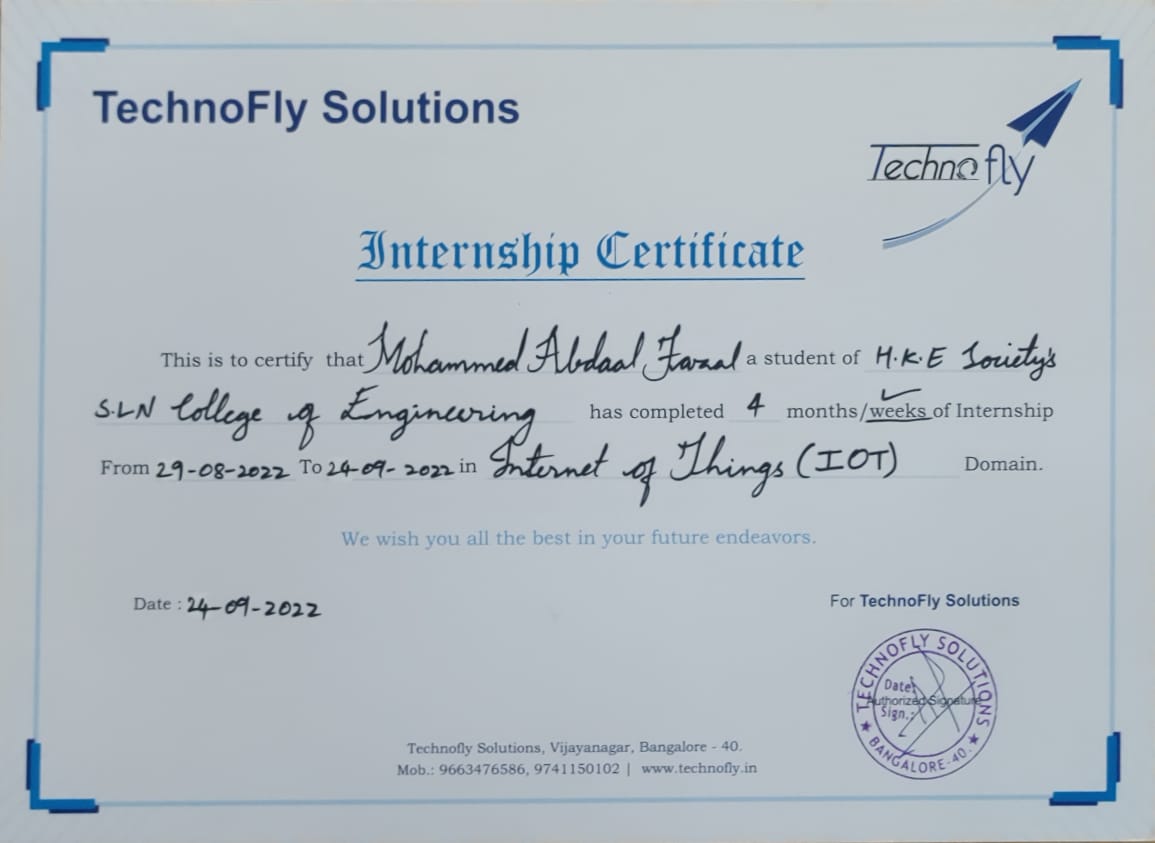 TechnoFly Solutions
Techno fly
Internship Certificate
This is to certify that Mohammed Abdaal Fazal a student of H.K.E Society's
S.L.N College of Engineering has completed 4 months/weeks of Internship
From 29-08-2022 To 24-09-2022 in Internet of Things (IOT) Domain.
We wish you all the best in your future endeavors.
Date : 24-09-2022
For TechnoFly Solutions
TECHNOFLY SOLUTIONS
Date:
Authorized Signature
Sign.:
★ BANGALORE-40. ★
Technofly Solutions, Vijayanagar, Bangalore - 40.
Mob.: 9663476586, 9741150102 | www.technofly.in